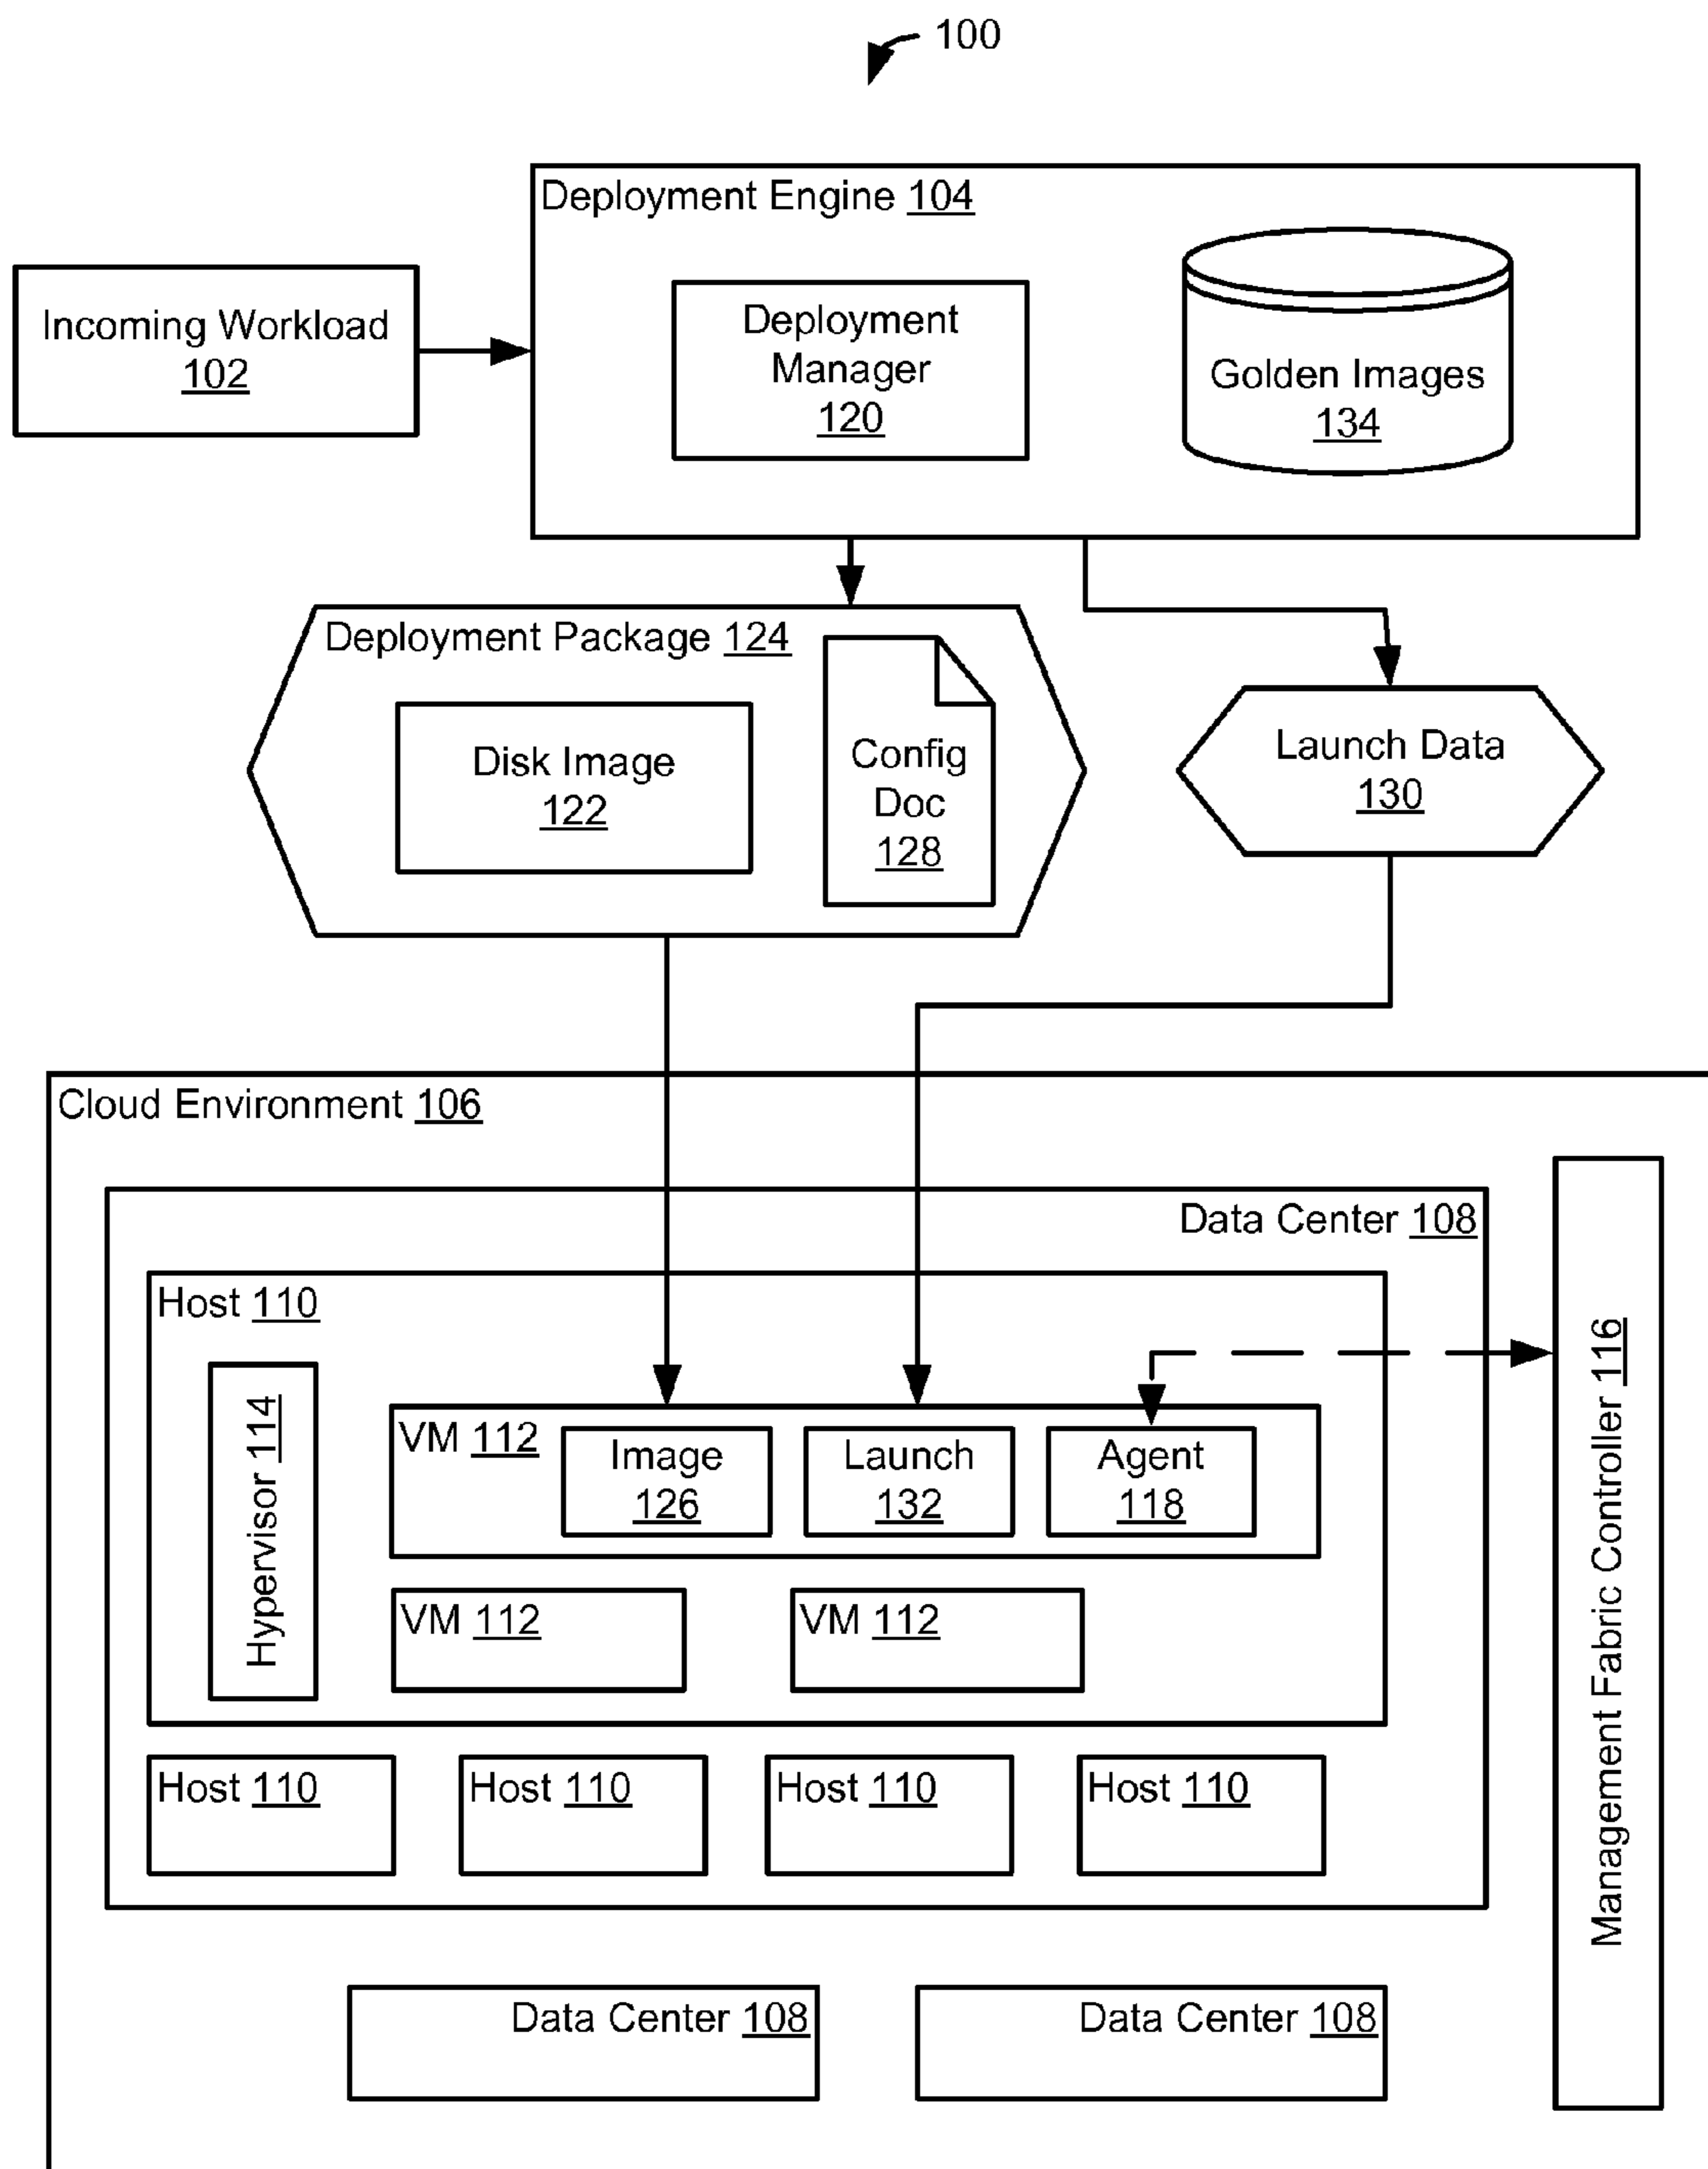 100
Deployment Engine 104
Incoming Workload
102
Deployment
Manager
120
Golden Images
134
Deployment Package 124
Disk Image
122
Config
Doc
128
Launch Data
130
Cloud Environment 106
Data Center 108
Host 110
Hypervisor 114
VM 112
Image
126
Launch
132
Agent
118
VM 112
VM 112
Management Fabric Controller 116
Host 110
Host 110
Host 110
Host 110
Data Center 108
Data Center 108